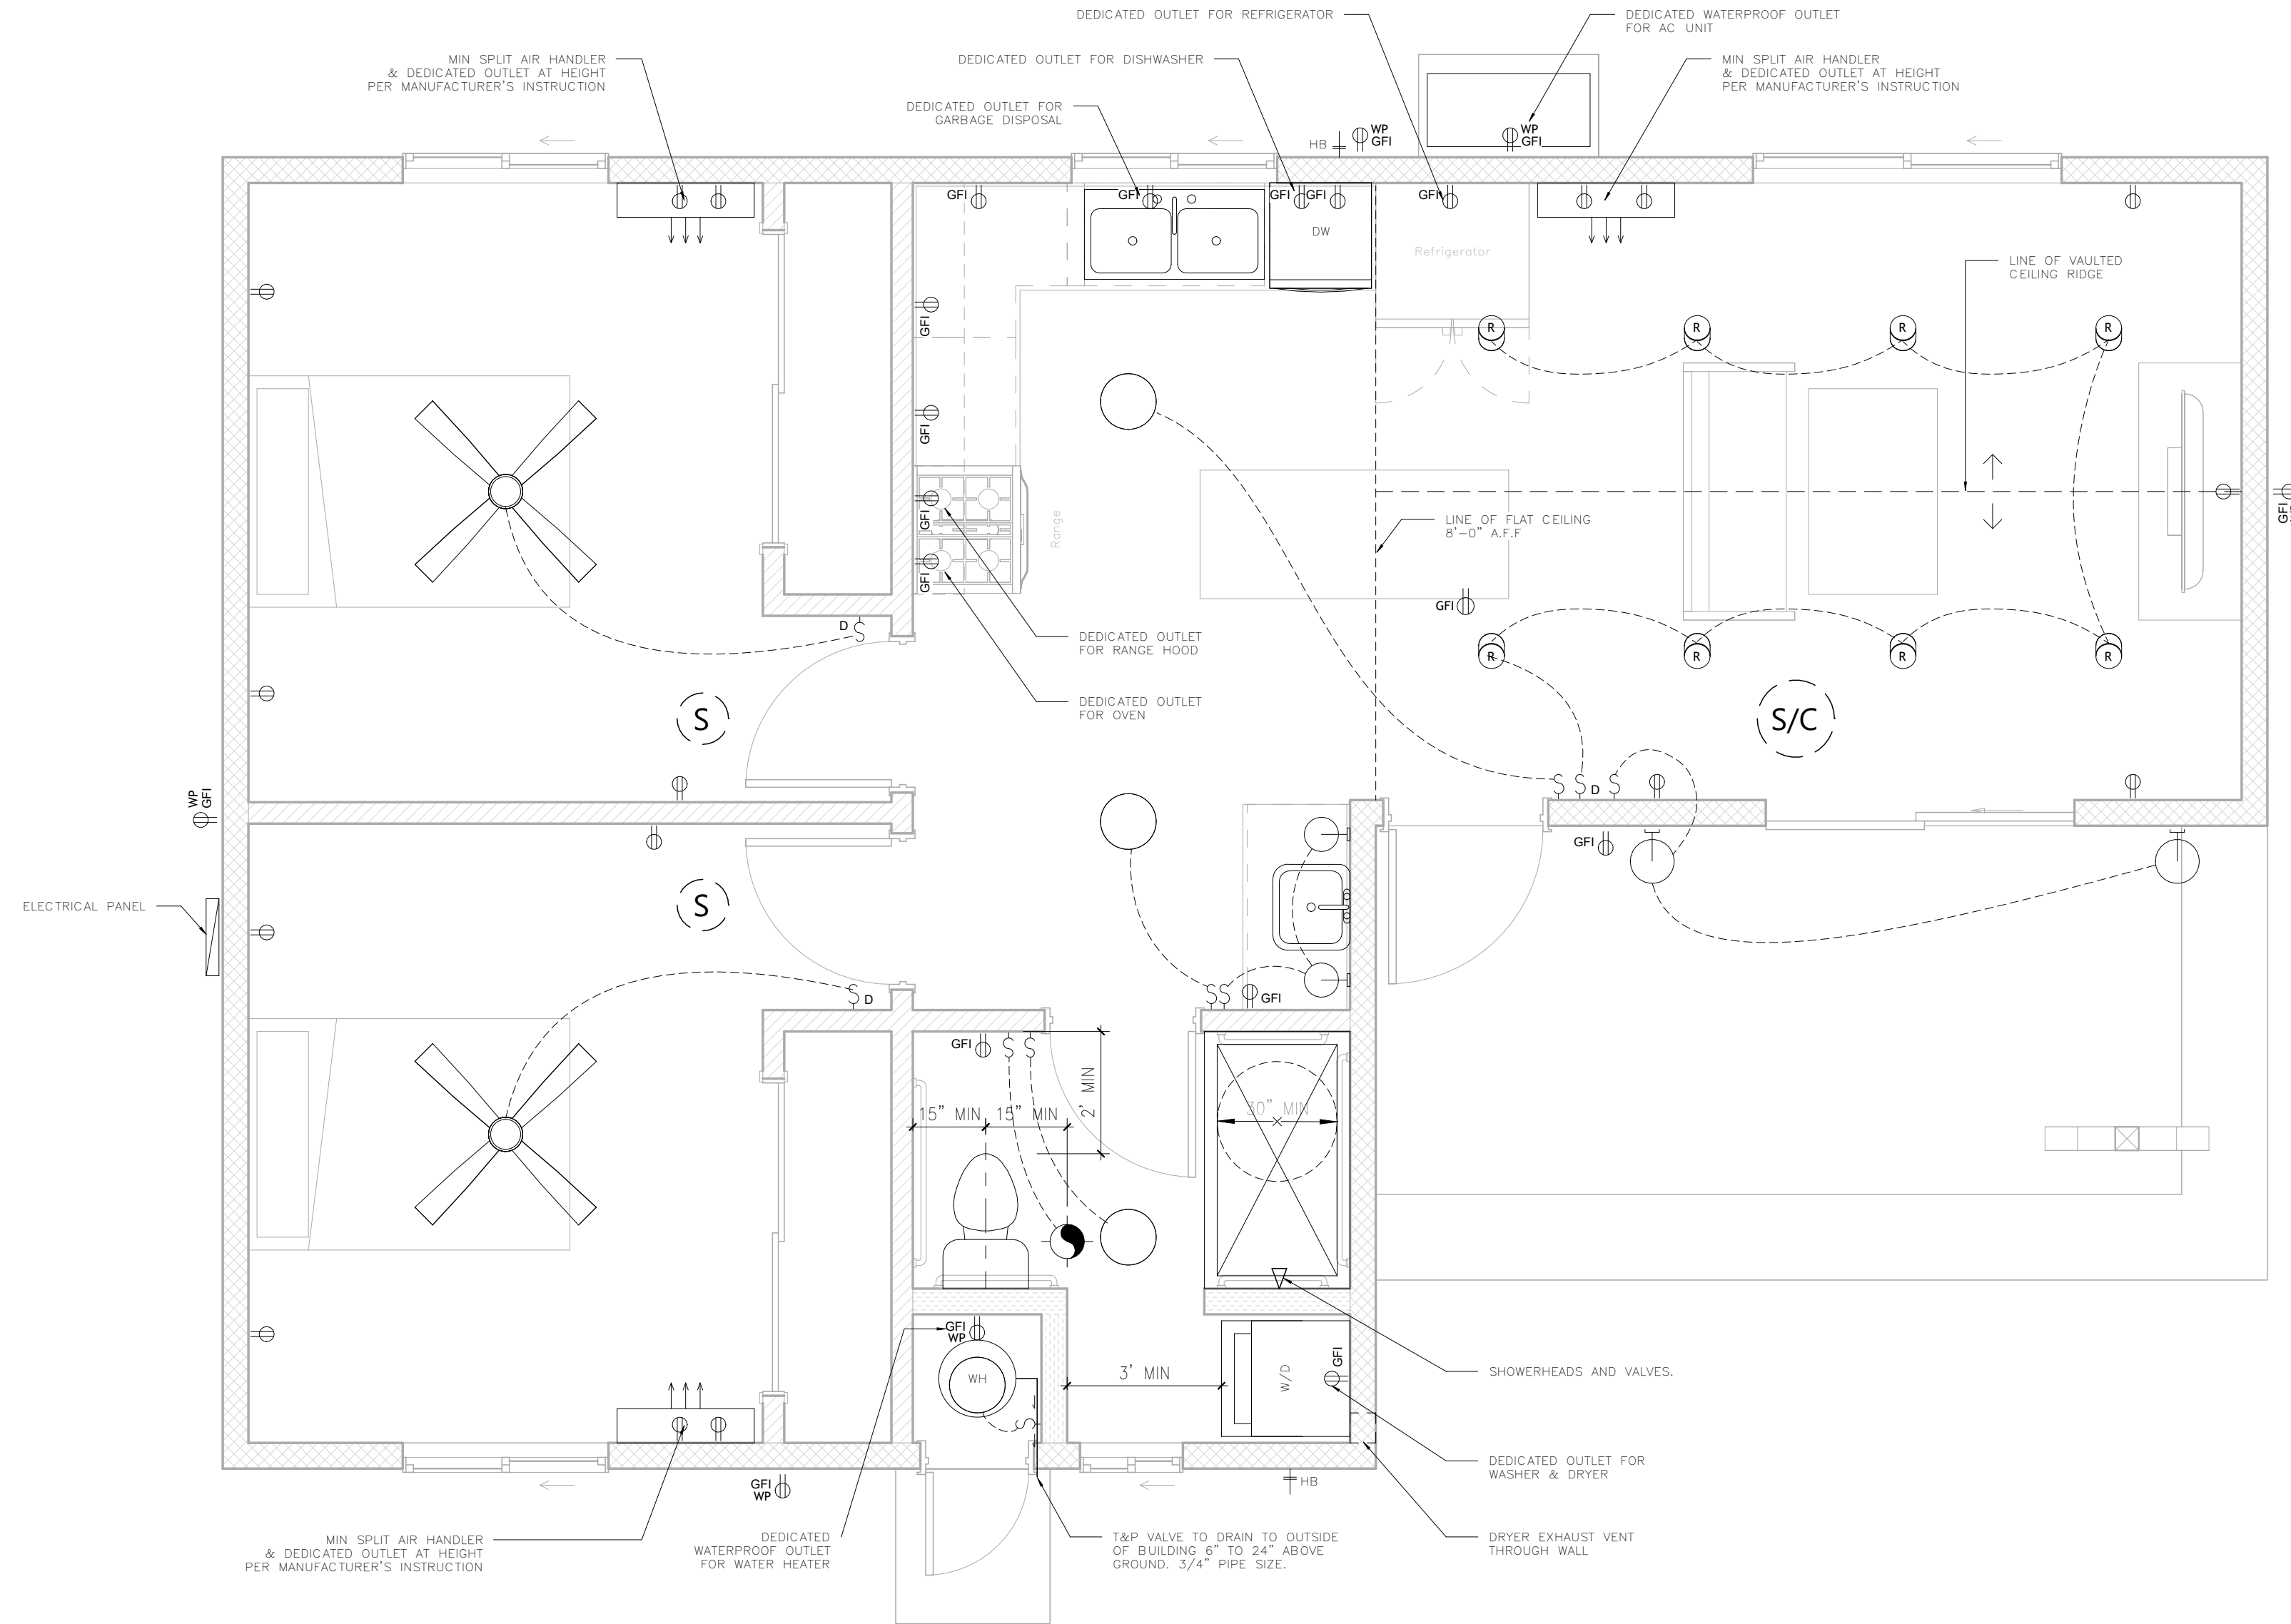 DEDICATED OUTLET FOR REFRIGERATOR
DEDICATED WATERPROOF OUTLET
FOR AC UNIT
MIN SPLIT AIR HANDLER
& DEDICATED OUTLET AT HEIGHT
PER MANUFACTURER'S INSTRUCTION
DEDICATED OUTLET FOR DISHWASHER
MIN SPLIT AIR HANDLER
& DEDICATED OUTLET AT HEIGHT
PER MANUFACTURER'S INSTRUCTION
DEDICATED OUTLET FOR
GARBAGE DISPOSAL
HB
WP
GFI
WP
GFI
GFI
GFI
GFI
GFI
GFI
DW
Refrigerator
LINE OF VAULTED
CEILING RIDGE
GFI
R
R
R
R
GFI
GFI
Range
LINE OF FLAT CEILING
8'-0" A.F.F
GFI
GFI
GFI
D
DEDICATED OUTLET
FOR RANGE HOOD
R
R
R
R
DEDICATED OUTLET
FOR OVEN
S
S/C
D
WP
GFI
GFI
ELECTRICAL PANEL
S
D
GFI
GFI
2' MIN
15" MIN
15" MIN
30" MIN
GFI
WP
WH
3' MIN
W/D
GFI
SHOWERHEADS AND VALVES.
DEDICATED OUTLET FOR
WASHER & DRYER
HB
GFI
WP
MIN SPLIT AIR HANDLER
& DEDICATED OUTLET AT HEIGHT
PER MANUFACTURER'S INSTRUCTION
DEDICATED
WATERPROOF OUTLET
FOR WATER HEATER
T&P VALVE TO DRAIN TO OUTSIDE
OF BUILDING 6" TO 24" ABOVE
GROUND. 3/4" PIPE SIZE.
DRYER EXHAUST VENT
THROUGH WALL